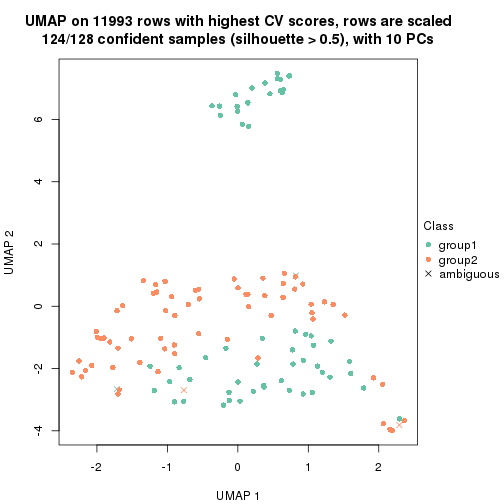 UMAP on 11993 rows with highest CV scores, rows are scaled
124/128 confident samples (silhouette > 0.5), with 10 PCs
6
4
2
0
-2
-4
UMAP 2
-2
-1
0
1
2
UMAP 1
Class
group1
group2
ambiguous